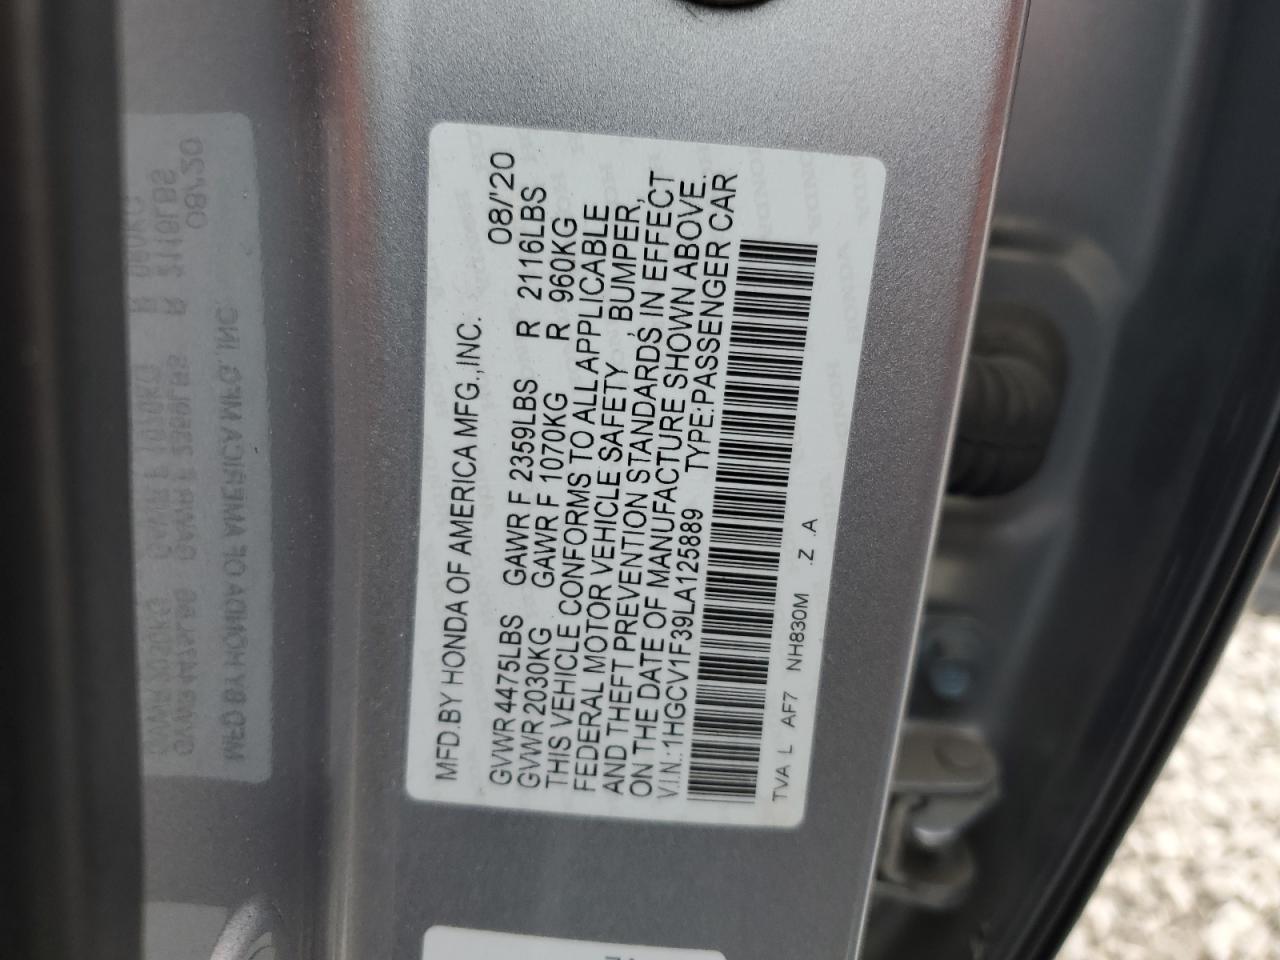 MFD.BY HONDA OF AMERICA MFG.,INC. 08/'20
GVWR 4475LBS GAWR F 2359LBS R 2116LBS
GVWR 2030KG GAWR F 1070KG R 960KG
THIS VEHICLE CONFORMS TO ALL APPLICABLE
FEDERAL MOTOR VEHICLE SAFETY , BUMPER,
AND THEFT PREVENTION STANDARDS IN EFFECT
ON THE DATE OF MANUFACTURE SHOWN ABOVE.
V.I.N.:1HGCV1F39LA125889 TYPE:PASSENGER CAR
TVA L AF7 NH830M .Z .A